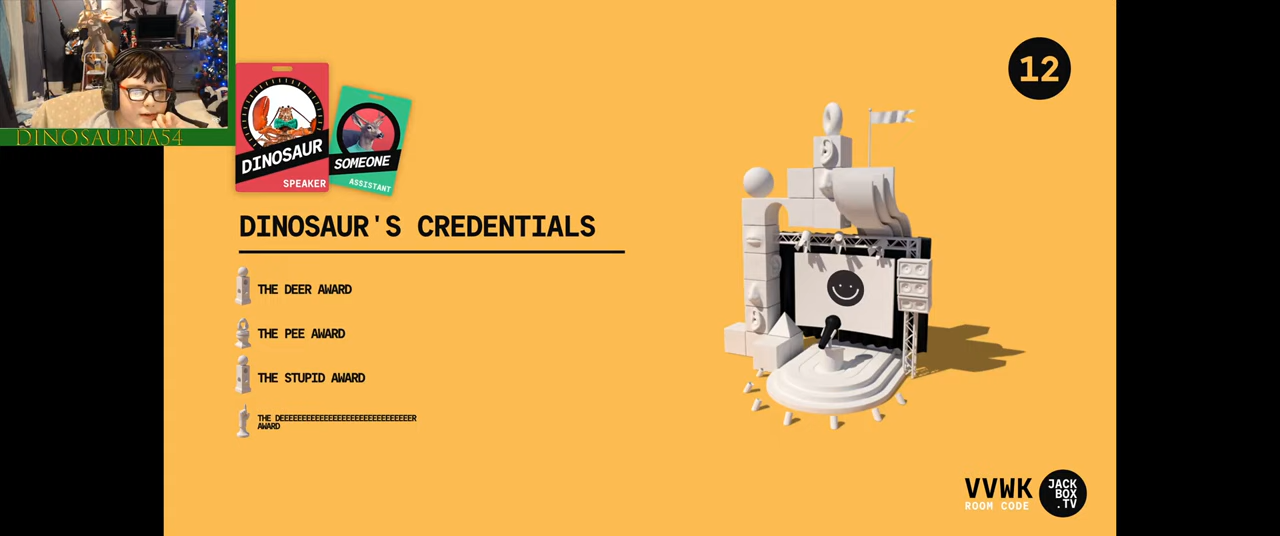 12
DINOSAURIA54
DINOSAUR
SPEAKER
SOMEONE
ASSISTANT
DINOSAUR'S CREDENTIALS
THE DEER AWARD
THE PEE AWARD
THE STUPID AWARD
THE DEEEEEEEEEEEEEEEEEEEEEEEEEEEEEER
AWARD
VVWK
ROOM CODE
JACK
BOX
.TV